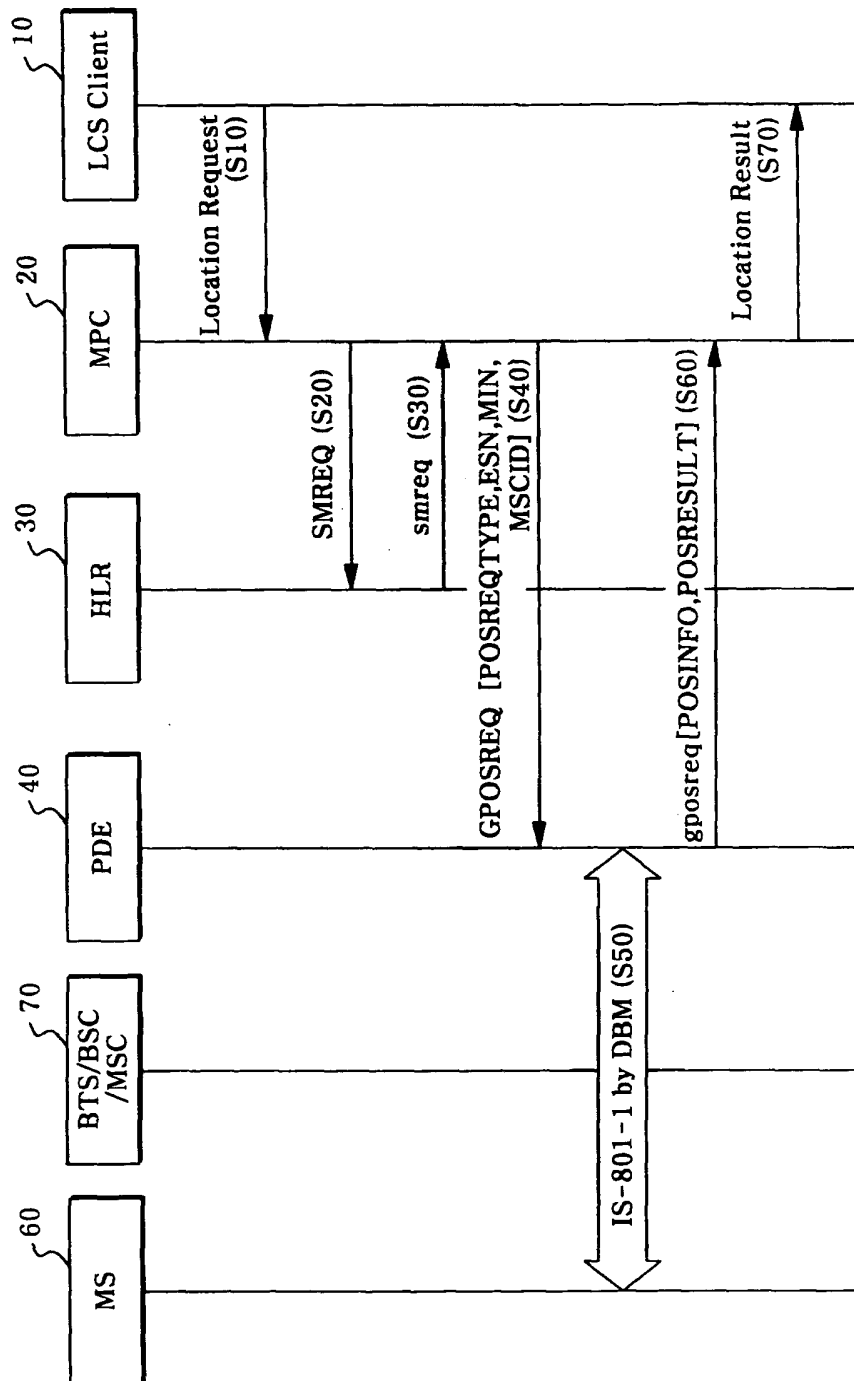 60
70
40
30
20
10
MS
BTS/BSC
/MSC
PDE
HLR
MPC
LCS Client
Location Request
(S10)
SMREQ (S20)
smreq (S30)
GPOSREQ [POSREQTYPE,ESN,MIN,
MSCID] (S40)
IS-801-1 by DBM (S50)
gposreq[POSINFO,POSRESULT] (S60)
Location Result
(S70)